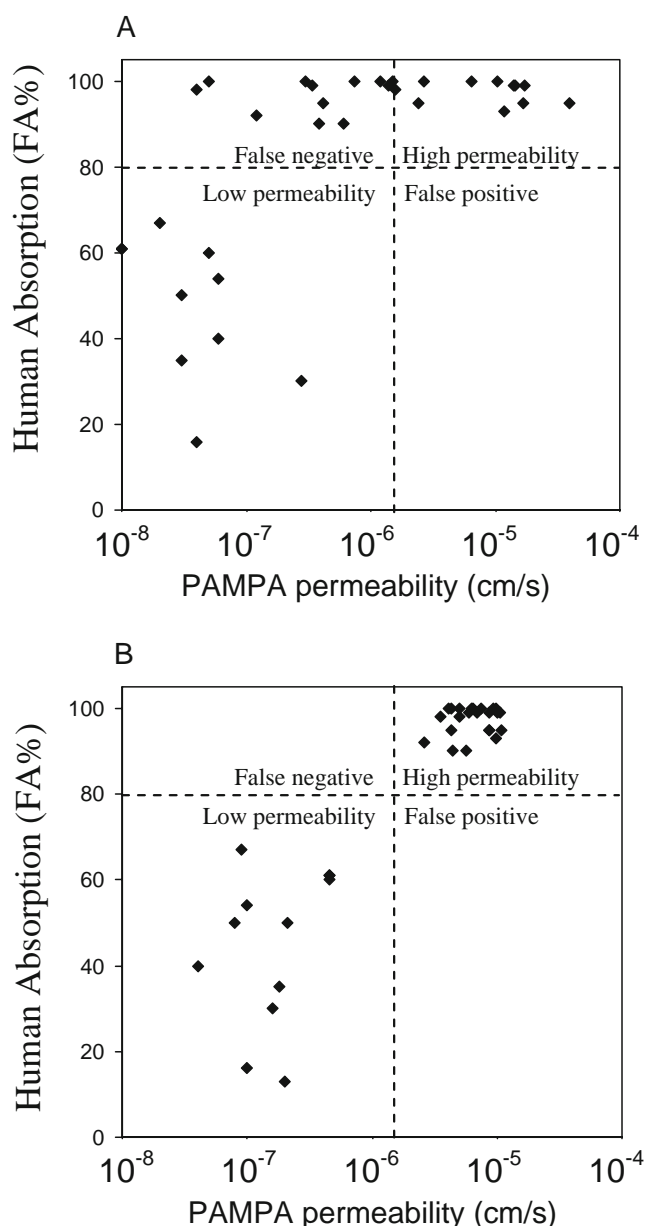 A
Human Absorption (FA%)
100
80
60
40
20
0
False negative
High permeability
Low permeability
False positive
10⁻⁸
10⁻⁷
10⁻⁶
10⁻⁵
10⁻⁴
PAMPA permeability (cm/s)
B
Human Absorption (FA%)
100
80
60
40
20
0
False negative
High permeability
Low permeability
False positive
10⁻⁸
10⁻⁷
10⁻⁶
10⁻⁵
10⁻⁴
PAMPA permeability (cm/s)